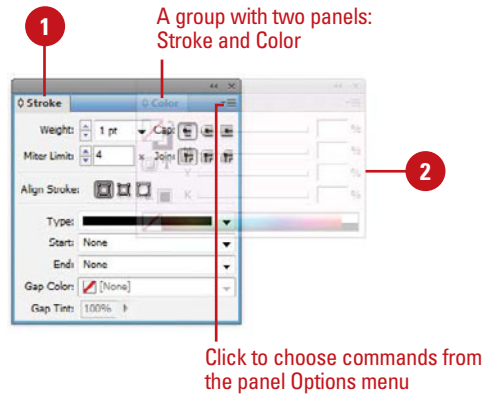 A group with two panels:
Stroke and Color
1
Stroke
Color
Weight: 1 pt Cap:
Miter Limit: 4 x Join:
%
%
2
Y %
Align Stroke: K %
Type:
Start: None
End: None
Gap Color: [None]
Gap Tint: 100%
Click to choose commands from
the panel Options menu